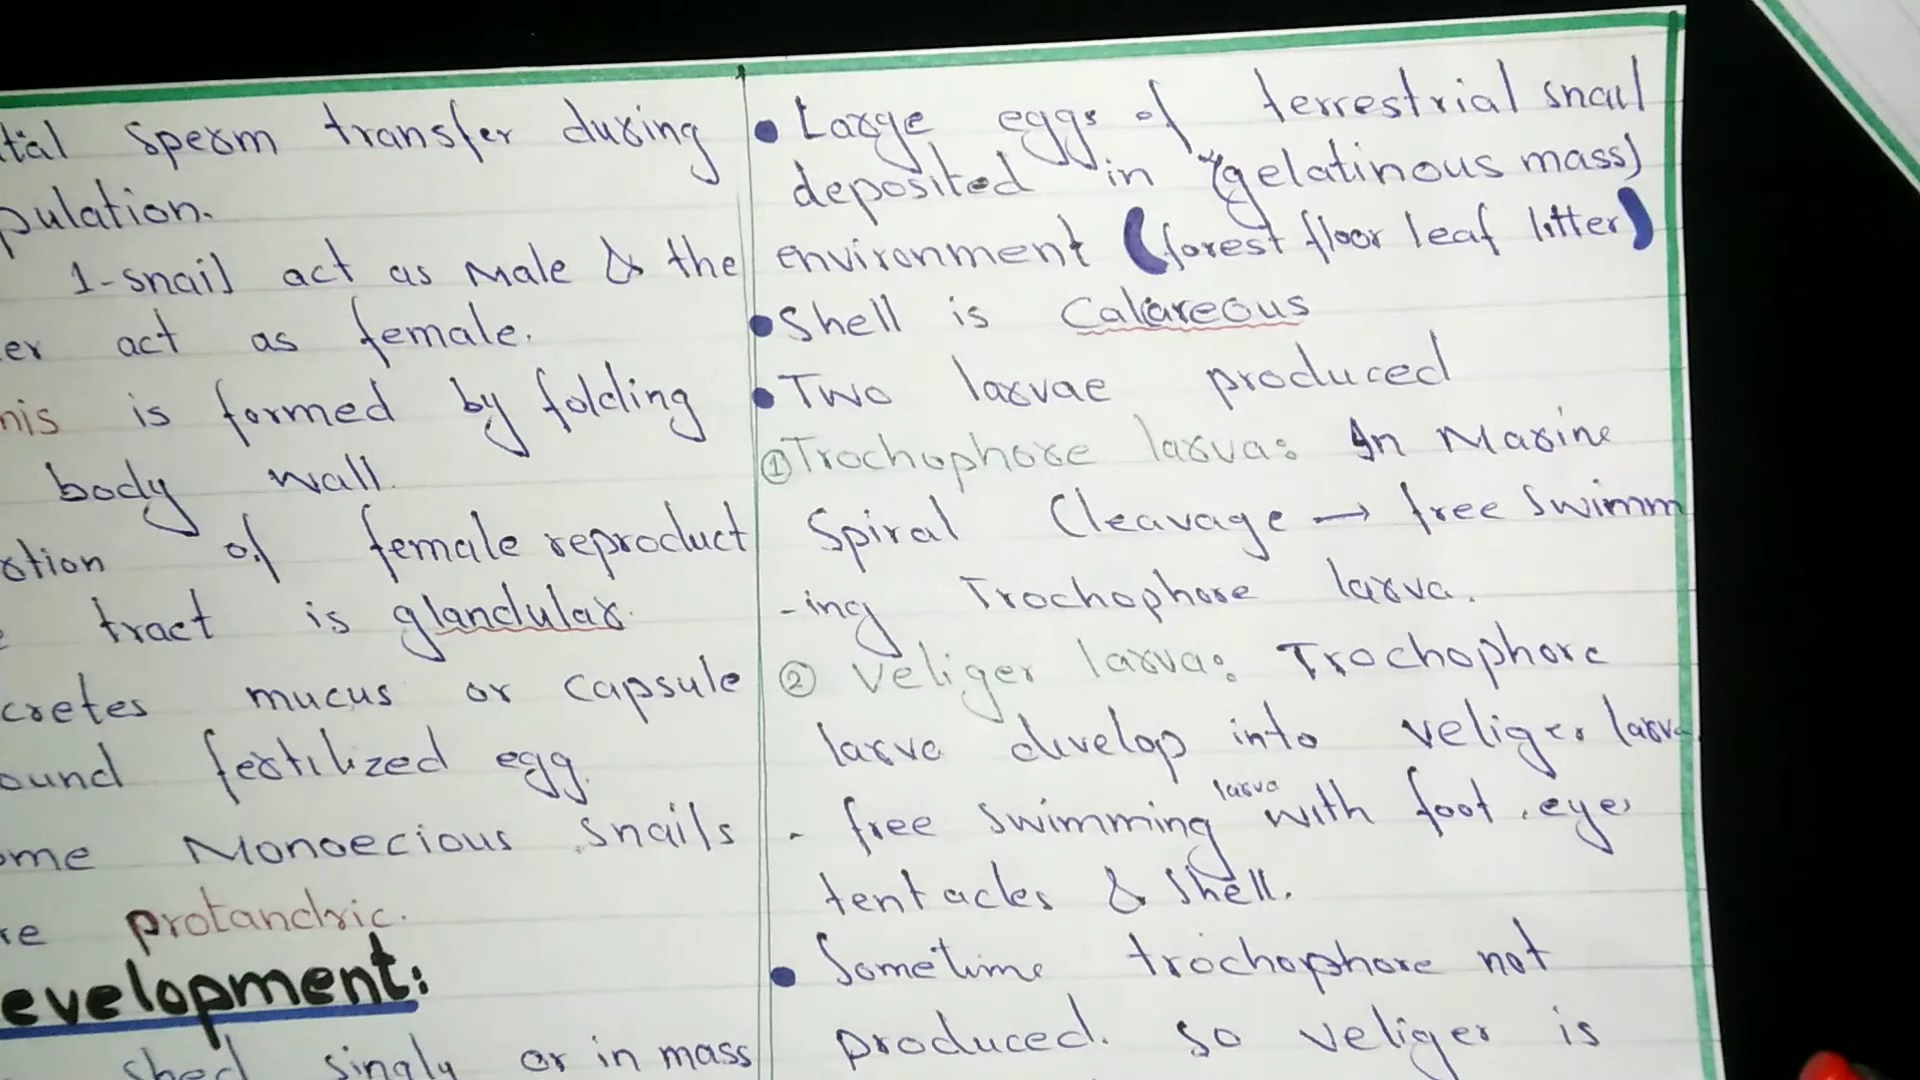 tal sperm transfer during
pulation.
1-snail act as Male & the
er act as female.
nis is formed by folding
body wall.
otion of female reproduct
tract is glandular.
cretes mucus or capsule
ound fertilized egg.
ome Monoecious snails
re protandric.
evelopment:
shed singly or in mass
• Large eggs of terrestrial snail
deposited in (gelatinous mass)
environment (forest floor leaf litter)
• Shell is Calcareous
• Two larvae produced
① Trochophore larva: In Marine
Spiral Cleavage → free swimm
-ing Trochophore larva.
② Veliger larva: Trochophore
larve develop into veliger larva
- free swimming larva with foot, eye,
tentacles & shell.
• Sometime trochophore not
produced. so veliger is